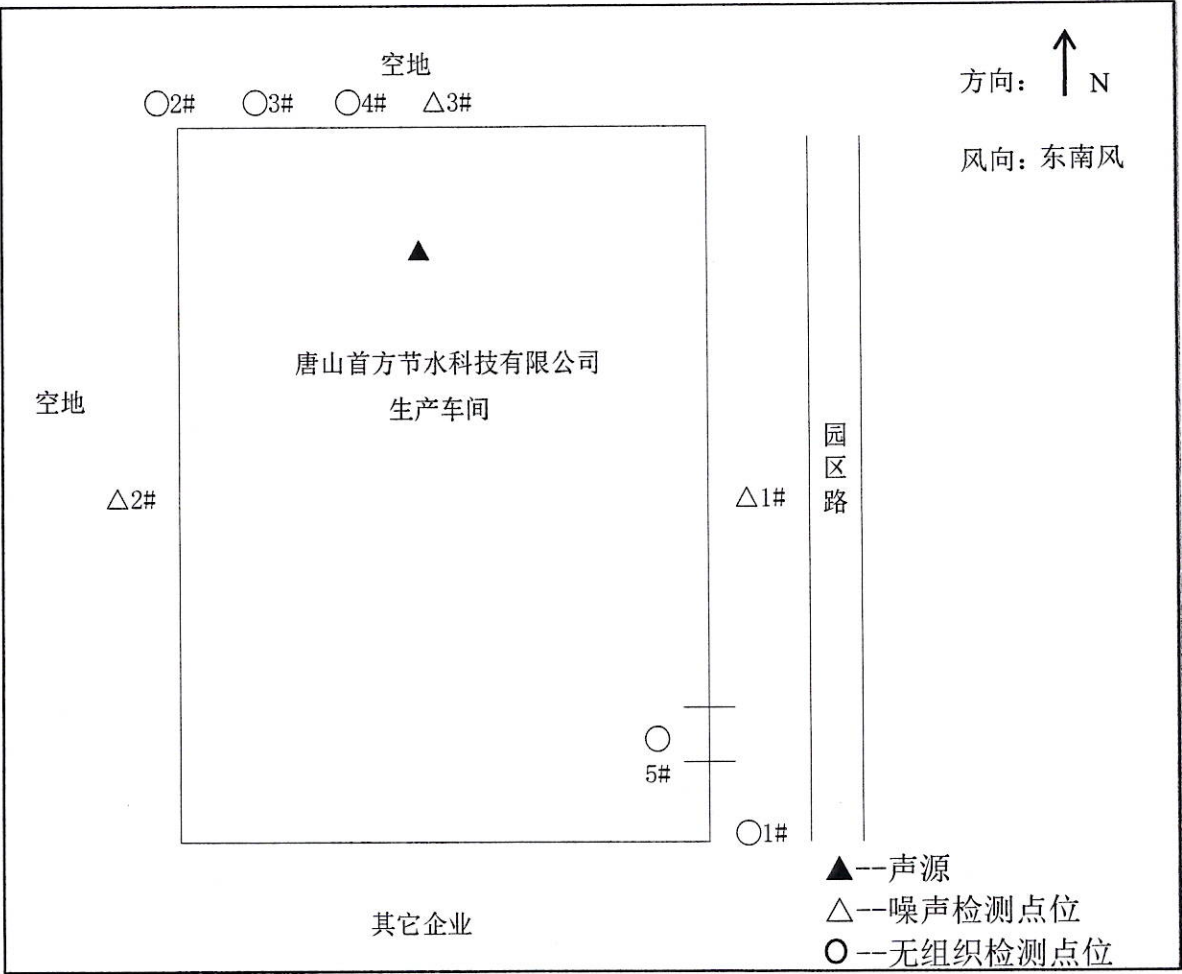 空地
○2# ○3# ○4# △3#
方向： N
风向：东南风
▲
唐山首方节水科技有限公司
生产车间
空地
△2#
△1#
园区路
○
5#
○1#
其它企业
▲--声源
△--噪声检测点位
○--无组织检测点位